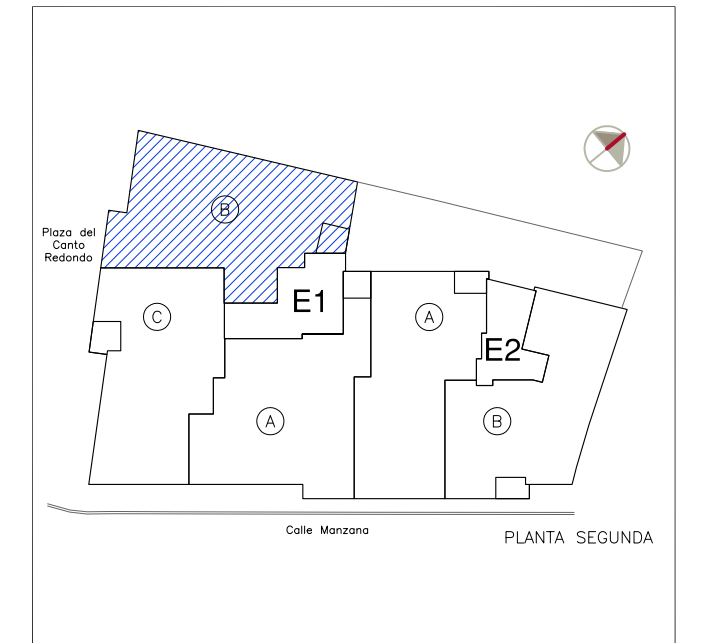 B
Plaza del
Canto
Redondo
E1
C
A
E2
A
B
Calle Manzana
PLANTA SEGUNDA